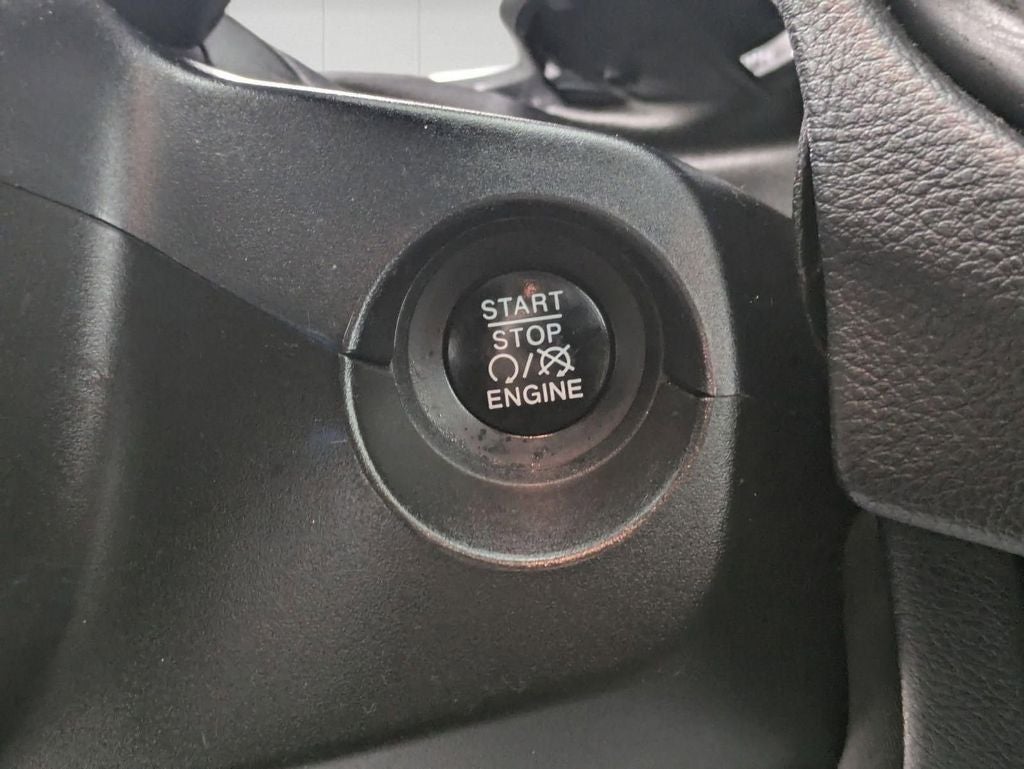 START
STOP
/
ENGINE